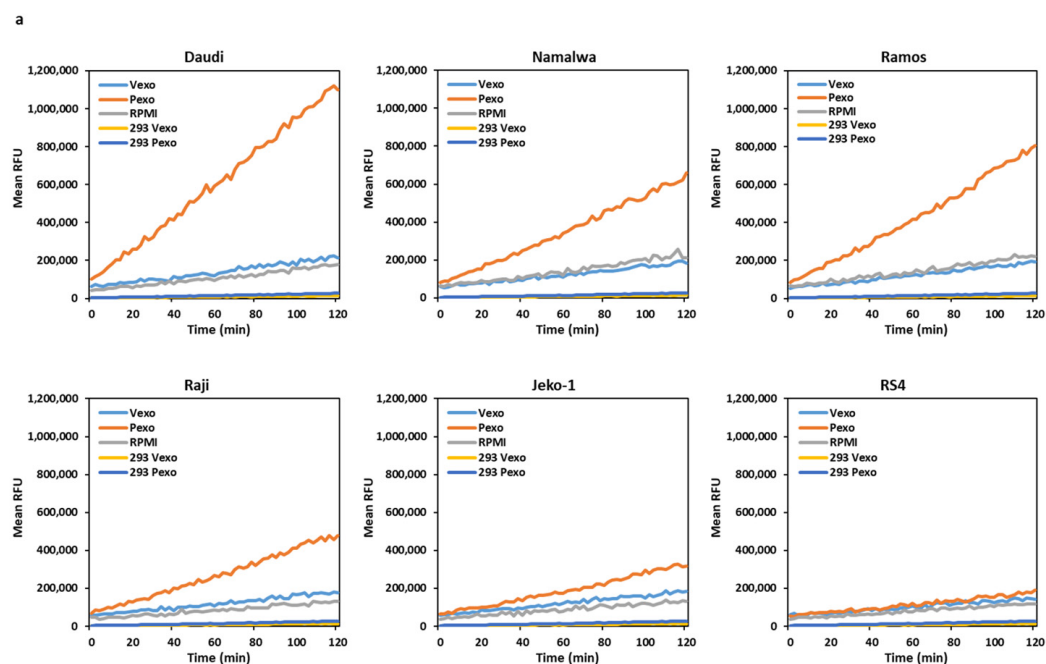 a
Daudi
Mean RFU
1,200,000
1,000,000
800,000
600,000
400,000
200,000
0
Vexo
Pexo
RPMI
293 Vexo
293 Pexo
0 20 40 60 80 100 120
Time (min)
Namalwa
Mean RFU
1,200,000
1,000,000
800,000
600,000
400,000
200,000
0
Vexo
Pexo
RPMI
293 Vexo
293 Pexo
0 20 40 60 80 100 120
Time (min)
Ramos
Mean RFU
1,200,000
1,000,000
800,000
600,000
400,000
200,000
0
Vexo
Pexo
RPMI
293 Vexo
293 Pexo
0 20 40 60 80 100 120
Time (min)
Raji
Mean RFU
1,200,000
1,000,000
800,000
600,000
400,000
200,000
0
Vexo
Pexo
RPMI
293 Vexo
293 Pexo
0 20 40 60 80 100 120
Time (min)
Jeko-1
Mean RFU
1,200,000
1,000,000
800,000
600,000
400,000
200,000
0
Vexo
Pexo
RPMI
293 Vexo
293 Pexo
0 20 40 60 80 100 120
Time (min)
RS4
Mean RFU
1,200,000
1,000,000
800,000
600,000
400,000
200,000
0
Vexo
Pexo
RPMI
293 Vexo
293 Pexo
0 20 40 60 80 100 120
Time (min)